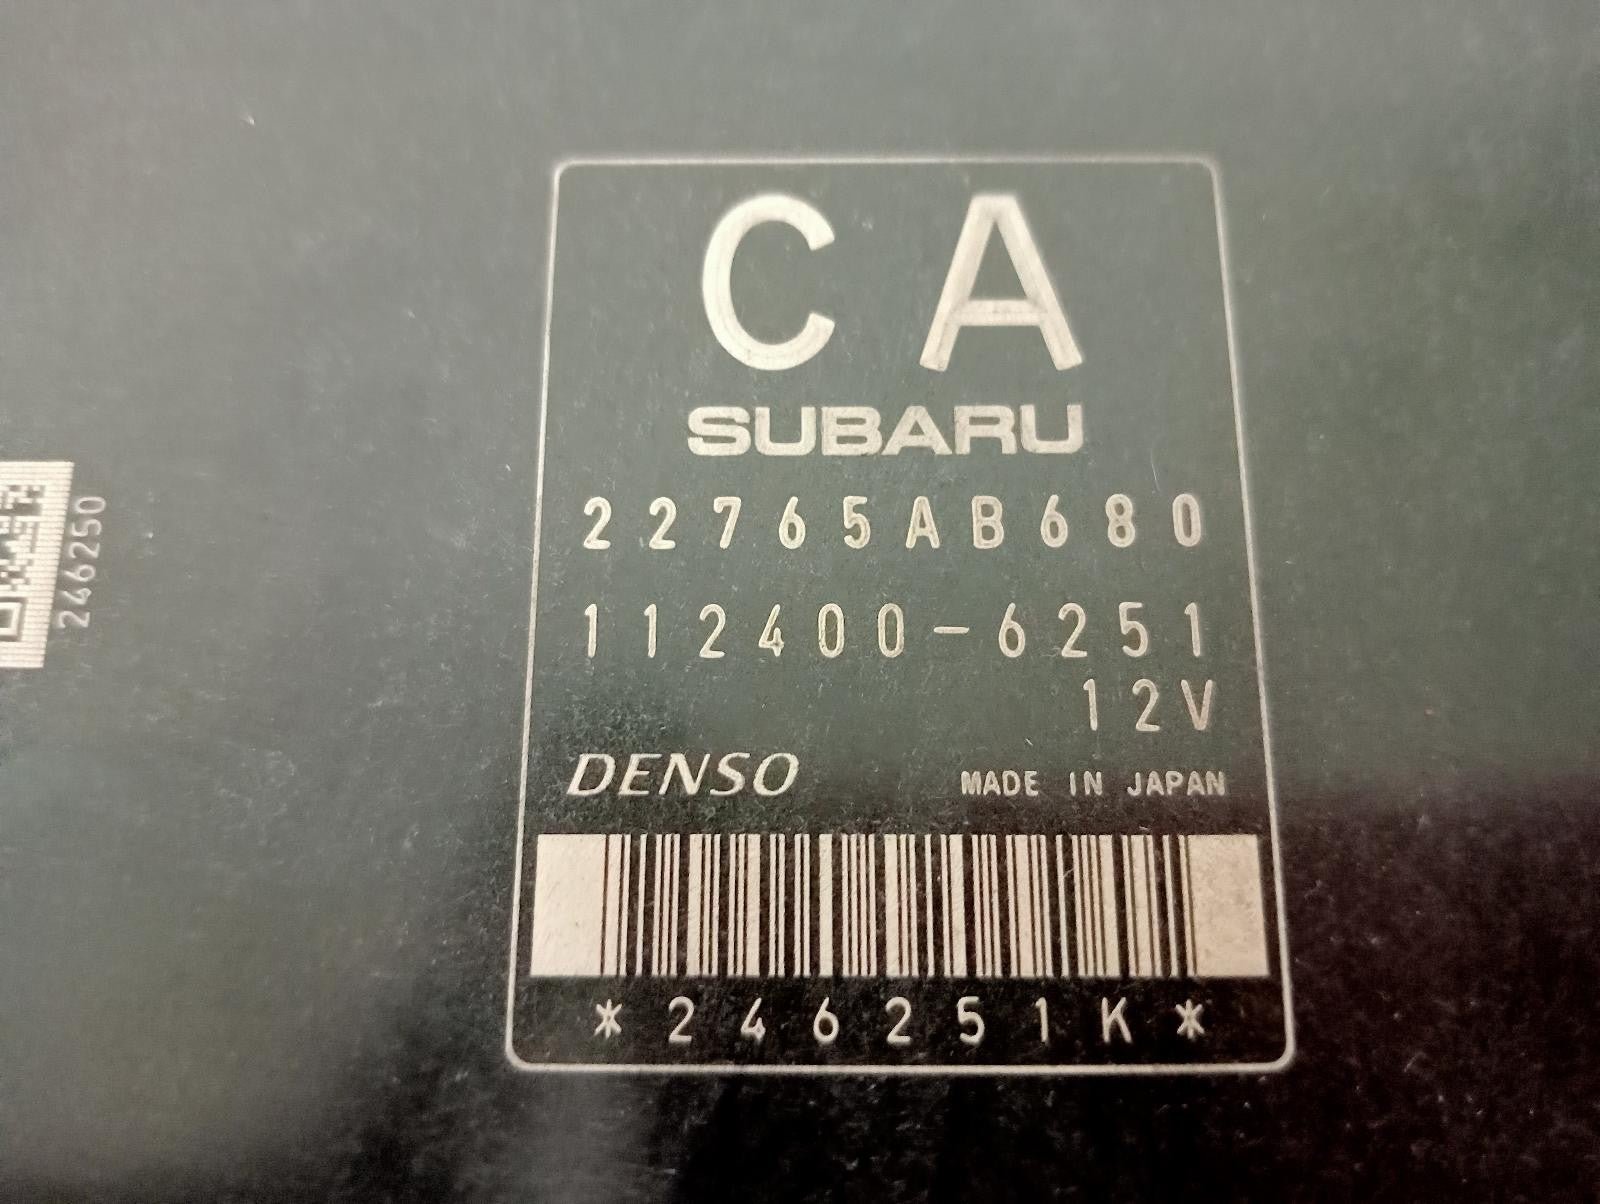 CA
SUBARU
22765AB680
112400-6251
12V
DENSO MADE IN JAPAN
*246251K*
246250